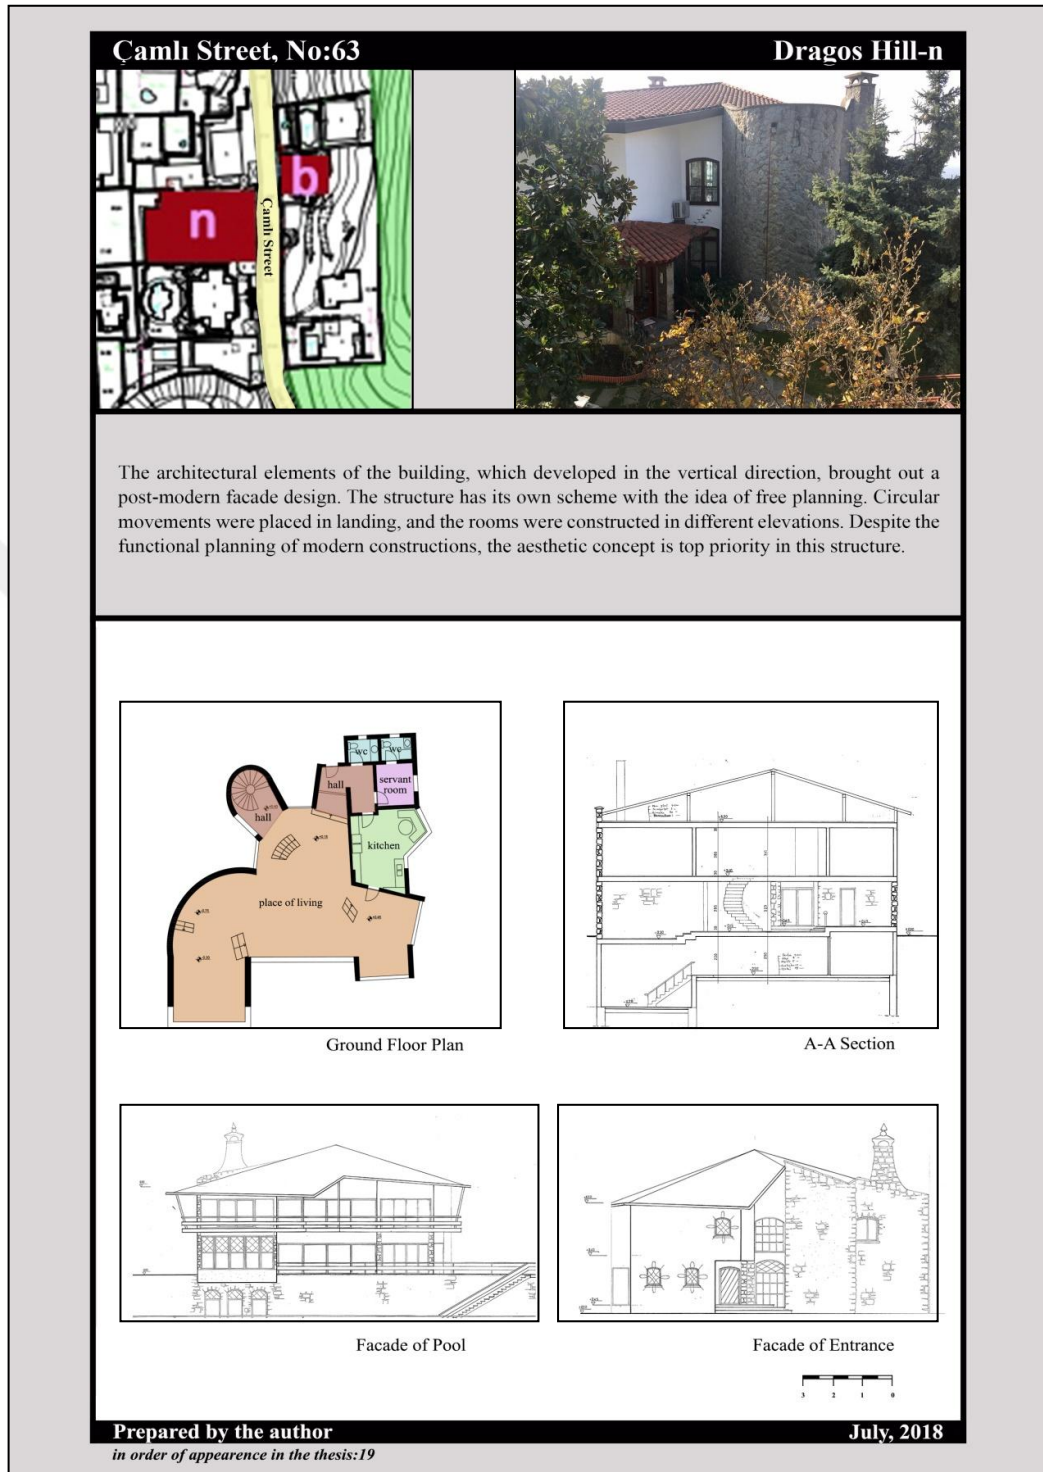 Çamlı Street, No:63
Dragos Hill-n
b
n
Çamlı Street
The architectural elements of the building, which developed in the vertical direction, brought out a
post-modern facade design. The structure has its own scheme with the idea of free planning. Circular
movements were placed in landing, and the rooms were constructed in different elevations. Despite the
functional planning of modern constructions, the aesthetic concept is top priority in this structure.
wc
wc
hall
servant
room
hall
kitchen
place of living
Ground Floor Plan
A-A Section
Facade of Pool
Facade of Entrance
3 2 1 0
Prepared by the author
July, 2018
in order of appearence in the thesis:19